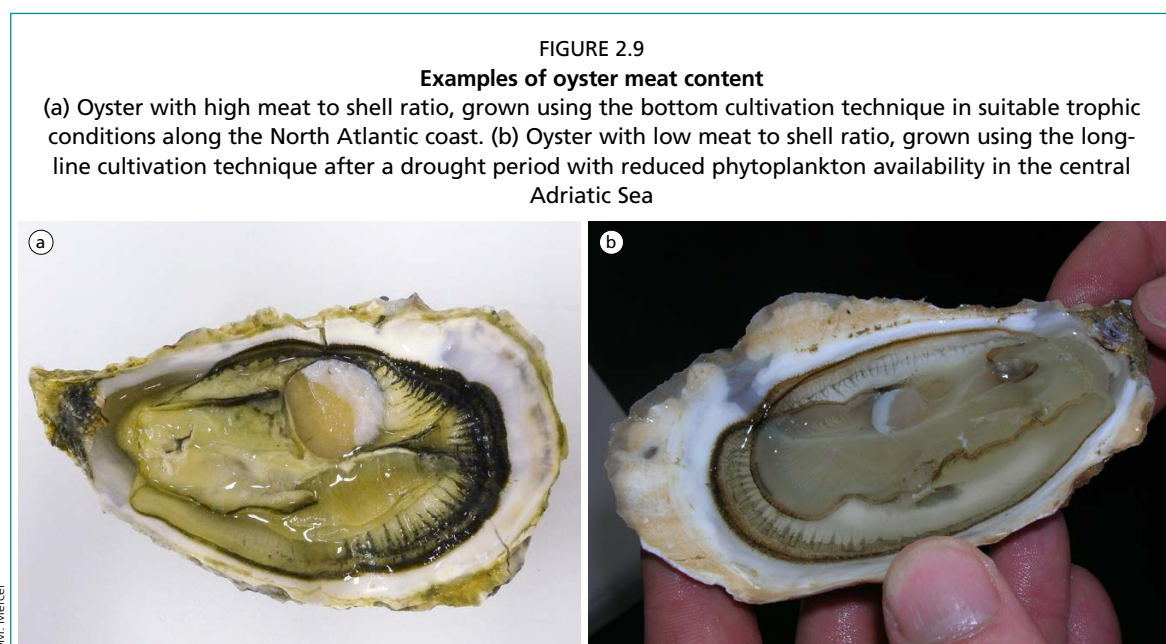 FIGURE 2.9
Examples of oyster meat content
(a) Oyster with high meat to shell ratio, grown using the bottom cultivation technique in suitable trophic
conditions along the North Atlantic coast. (b) Oyster with low meat to shell ratio, grown using the long-
line cultivation technique after a drought period with reduced phytoplankton availability in the central
Adriatic Sea
a
b